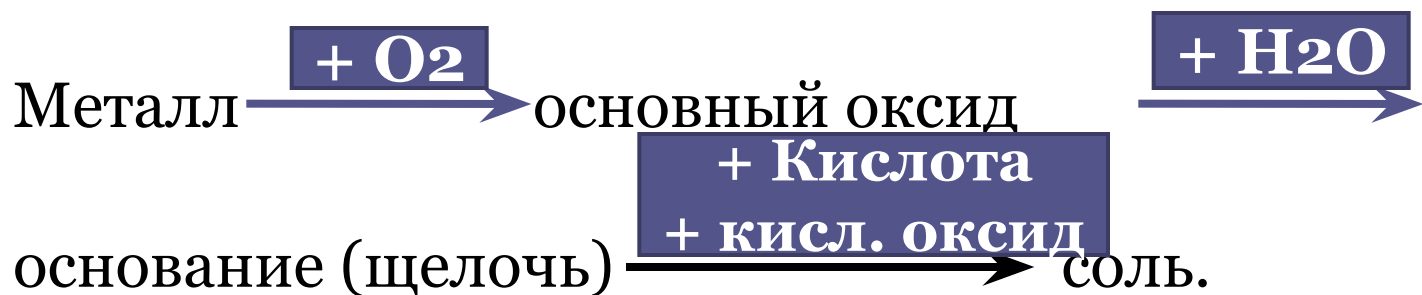 + O2
+ H2O
Металл основный оксид
+ Кислота
+ кисл. оксид
основание (щелочь) соль.